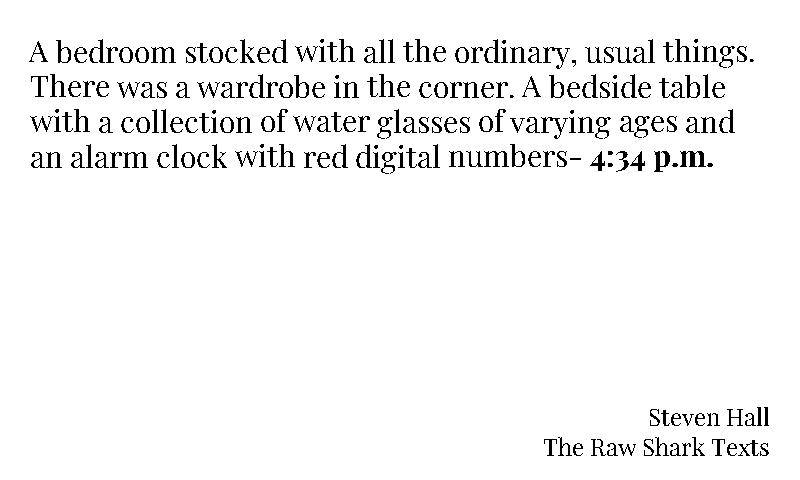 A bedroom stocked with all the ordinary, usual things.
There was a wardrobe in the corner. A bedside table
with a collection of water glasses of varying ages and
an alarm clock with red digital numbers- 4:34 p.m.
Steven Hall
The Raw Shark Texts